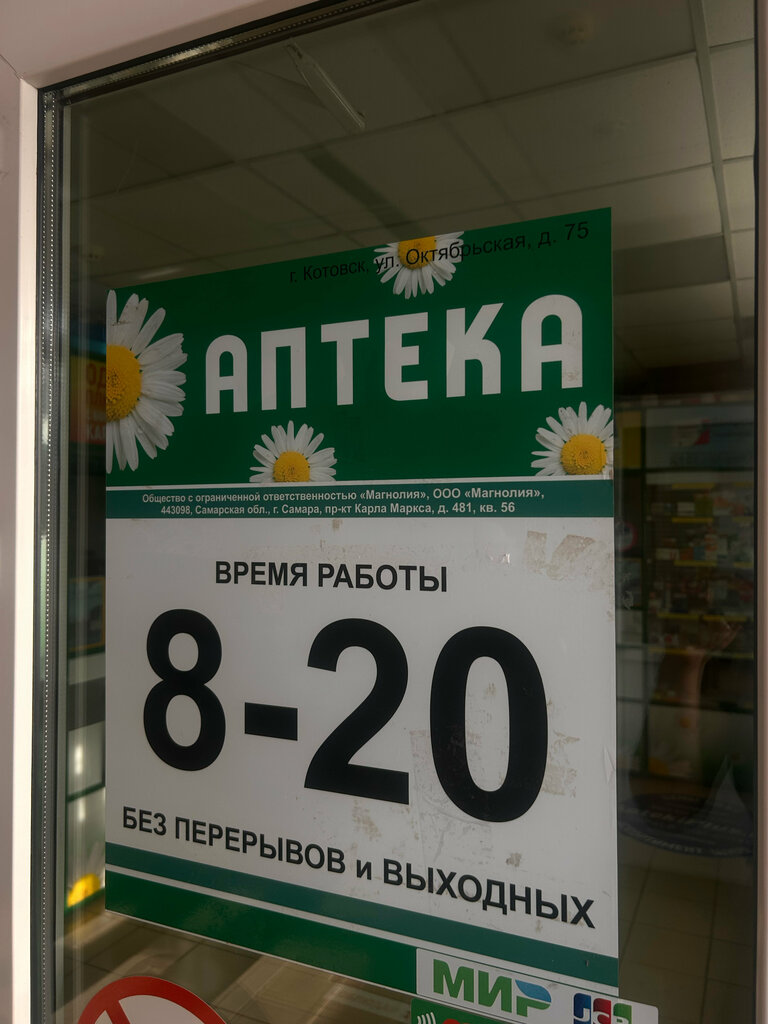 г. Котовск, ул. Октябрьская, д. 75
АПТЕКА
Общество с ограниченной ответственностью «Магнолия», ООО «Магнолия»,
443098, Самарская обл., г. Самара, пр-кт Карла Маркса, д. 481, кв. 56
ВРЕМЯ РАБОТЫ
8-20
БЕЗ ПЕРЕРЫВОВ и ВЫХОДНЫХ
МИР
JCB